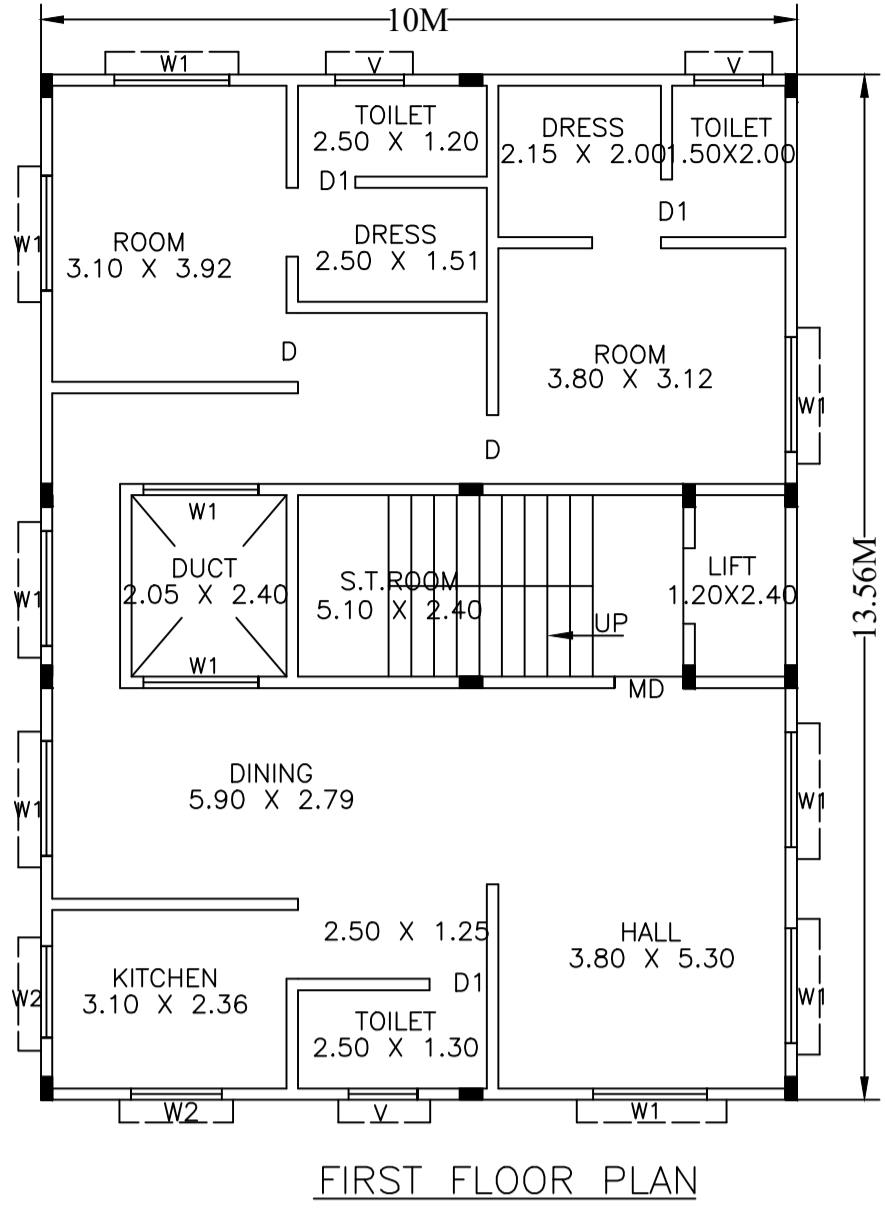 10M
W1
V
V
TOILET
2.50 X 1.20
DRESS
2.15 X 2.00
TOILET
1.50X2.00
D1
D1
W1
ROOM
3.10 X 3.92
DRESS
2.50 X 1.51
D
ROOM
3.80 X 3.12
W1
D
W1
DUCT
2.05 X 2.40
W1
W1
S.T.ROOM
5.10 X 2.40
UP
LIFT
1.20X2.40
13.56M
MD
DINING
5.90 X 2.79
W1
W1
2.50 X 1.25
HALL
3.80 X 5.30
KITCHEN
3.10 X 2.36
D1
W2
W1
TOILET
2.50 X 1.30
W2
V
W1
FIRST FLOOR PLAN